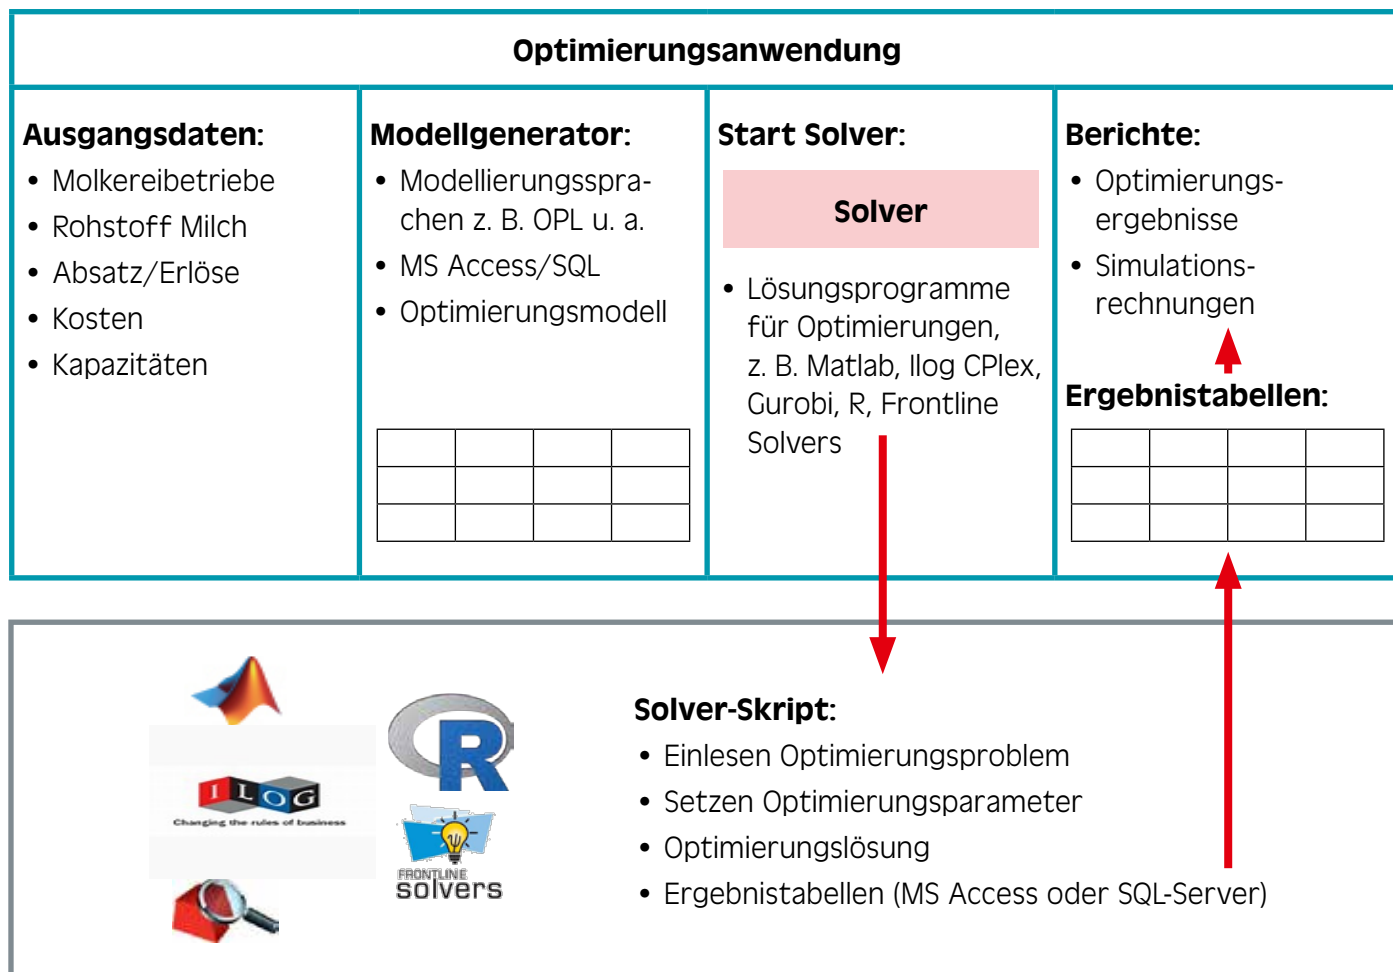 Optimierungsanwendung
Ausgangsdaten:
• Molkereibetriebe
• Rohstoff Milch
• Absatz/Erlöse
• Kosten
• Kapazitäten
Modellgenerator:
• Modellierungsspra-
chen z. B. OPL u. a.
• MS Access/SQL
• Optimierungsmodell
Start Solver:
Solver
• Lösungsprogramme
für Optimierungen,
z. B. Matlab, Ilog CPlex,
Gurobi, R, Frontline
Solvers
Berichte:
• Optimierungs-
ergebnisse
• Simulations-
rechnungen
Ergebnistabellen:
R
ILOG
Changing the rules of business
FRONTLINE
solvers
Solver-Skript:
• Einlesen Optimierungsproblem
• Setzen Optimierungsparameter
• Optimierungslösung
• Ergebnistabellen (MS Access oder SQL-Server)